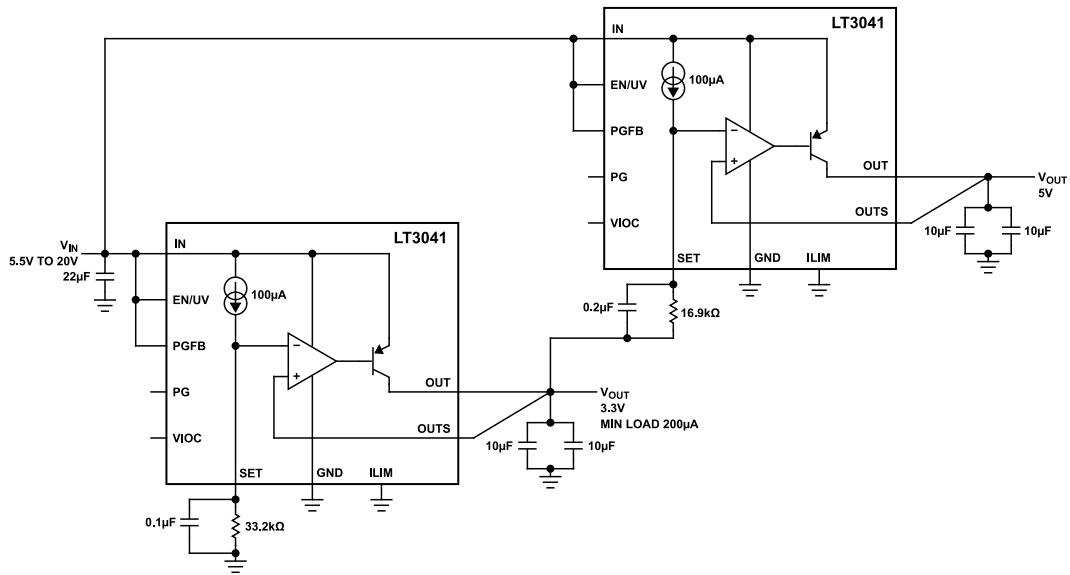 LT3041
IN
100µA
EN/UV
PGFB
PG
VIOC
OUT
OUTS
SET
GND
ILIM
VOUT
5V
10µF
10µF
0.2µF
16.9kΩ
VIN
5.5V TO 20V
22µF
LT3041
IN
100µA
EN/UV
PGFB
PG
VIOC
OUT
OUTS
SET
GND
ILIM
VOUT
3.3V
MIN LOAD 200µA
10µF
10µF
0.1µF
33.2kΩ